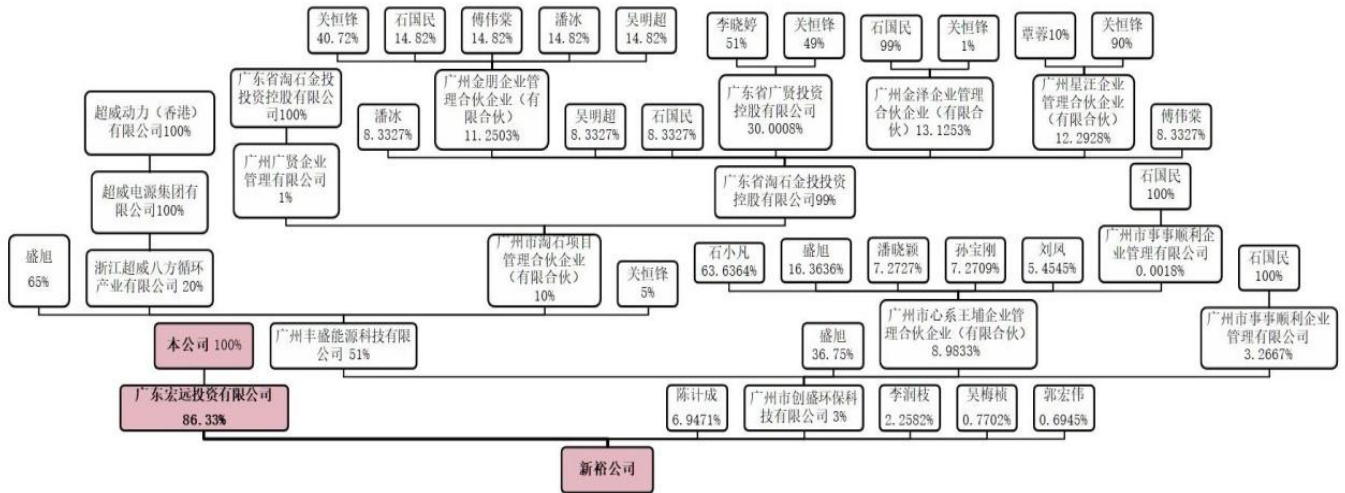 关恒锋
40.72%
石国民
14.82%
傅伟棠
14.82%
潘冰
14.82%
吴明超
14.82%
李晓婷
51%
关恒锋
49%
石国民
99%
关恒锋
1%
覃蓉10%
关恒锋
90%
超威动力（香港）
有限公司100%
广东省淘石金投
投资控股有限公
司100%
潘冰
8.3327%
广州金朋企业管
理合伙企业（有
限合伙）
11.2503%
吴明超
8.3327%
石国民
8.3327%
广东省广贤投资
控股有限公司
30.0008%
广州金泽企业管理
合伙企业（有限合
伙）13.1253%
广州星汪企业
管理合伙企业
（有限合伙）
12.2928%
傅伟棠
8.3327%
超威电源集团有
限公司100%
广州广贤企业
管理有限公司
1%
广东省淘石金投投资
控股有限公司99%
石国民
100%
盛旭
65%
浙江超威八方循环
产业有限公司 20%
广州市淘石项目
管理合伙企业
（有限合伙）
10%
关恒锋
5%
石小凡
63.6364%
盛旭
16.3636%
潘晓颖
7.2727%
孙宝刚
7.2709%
刘凤
5.4545%
广州市事事顺利企
业管理有限公司
0.0018%
石国民
100%
本公司 100%
广州丰盛能源科技有限
公司 51%
盛旭
36.75%
广州市心系王埔企业管
理合伙企业（有限合伙）
8.9833%
广州市事事顺利企业
管理有限公司
3.2667%
广东宏远投资有限公司
86.33%
陈计成
6.9471%
广州市创盛环保科
技有限公司 3%
李润枝
2.2582%
吴梅桢
0.7702%
郭宏伟
0.6945%
新裕公司